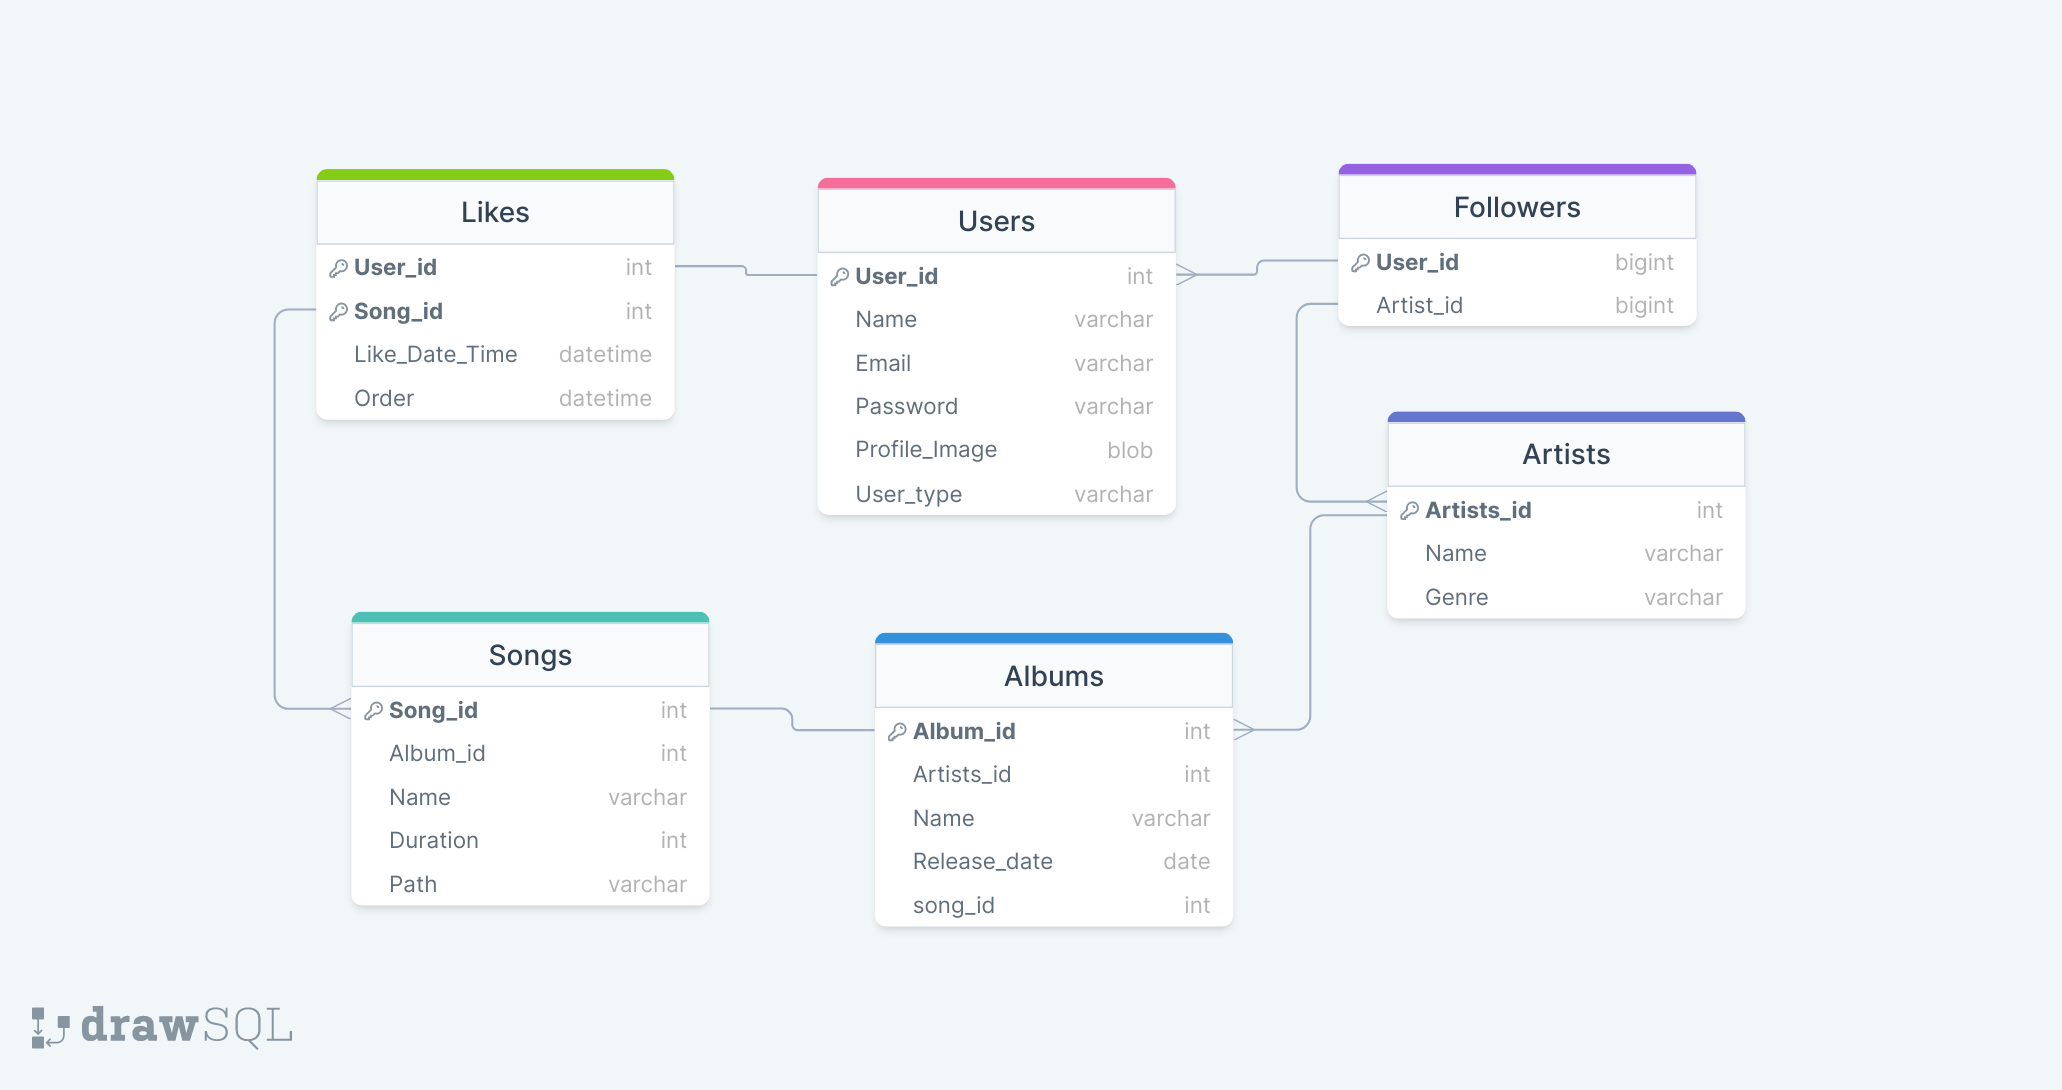 Likes
User_id int
Song_id int
Like_Date_Time datetime
Order datetime
Users
User_id int
Name varchar
Email varchar
Password varchar
Profile_Image blob
User_type varchar
Followers
User_id bigint
Artist_id bigint
Artists
Artists_id int
Name varchar
Genre varchar
Songs
Song_id int
Album_id int
Name varchar
Duration int
Path varchar
Albums
Album_id int
Artists_id int
Name varchar
Release_date date
song_id int
drawSQL